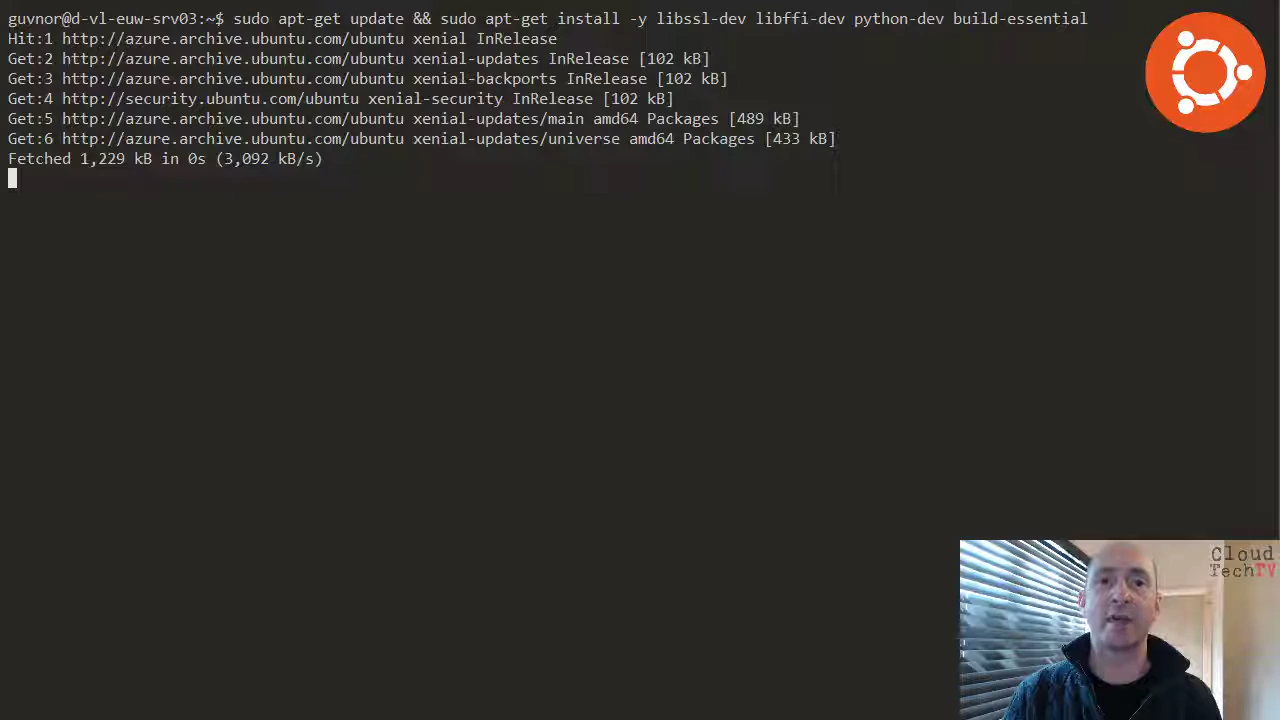 guvnor@d-vl-euw-srv03:~$ sudo apt-get update && sudo apt-get install -y libssl-dev libffi-dev python-dev build-essential
Hit:1 http://azure.archive.ubuntu.com/ubuntu xenial InRelease
Get:2 http://azure.archive.ubuntu.com/ubuntu xenial-updates InRelease [102 kB]
Get:3 http://azure.archive.ubuntu.com/ubuntu xenial-backports InRelease [102 kB]
Get:4 http://security.ubuntu.com/ubuntu xenial-security InRelease [102 kB]
Get:5 http://azure.archive.ubuntu.com/ubuntu xenial-updates/main amd64 Packages [489 kB]
Get:6 http://azure.archive.ubuntu.com/ubuntu xenial-updates/universe amd64 Packages [433 kB]
Fetched 1,229 kB in 0s (3,092 kB/s)
Cloud
TechTV